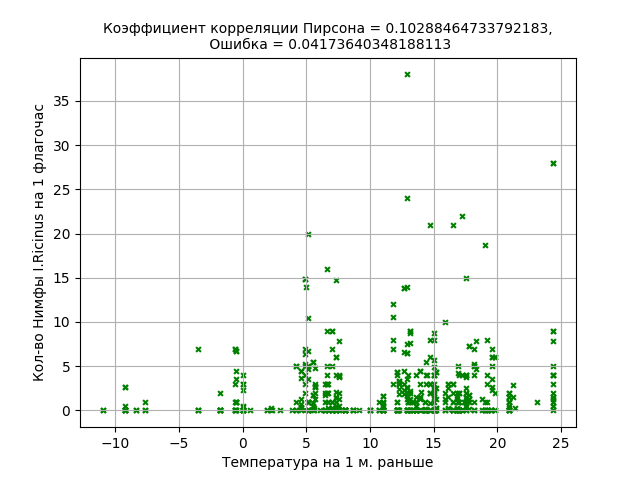 Коэффициент корреляции Пирсона = 0.10288464733792183,
Ошибка = 0.04173640348188113
Кол-во Нимфы I.Ricinus на 1 флагочас
35
30
25
20
15
10
5
0
−10 −5 0 5 10 15 20 25
Температура на 1 м. раньше